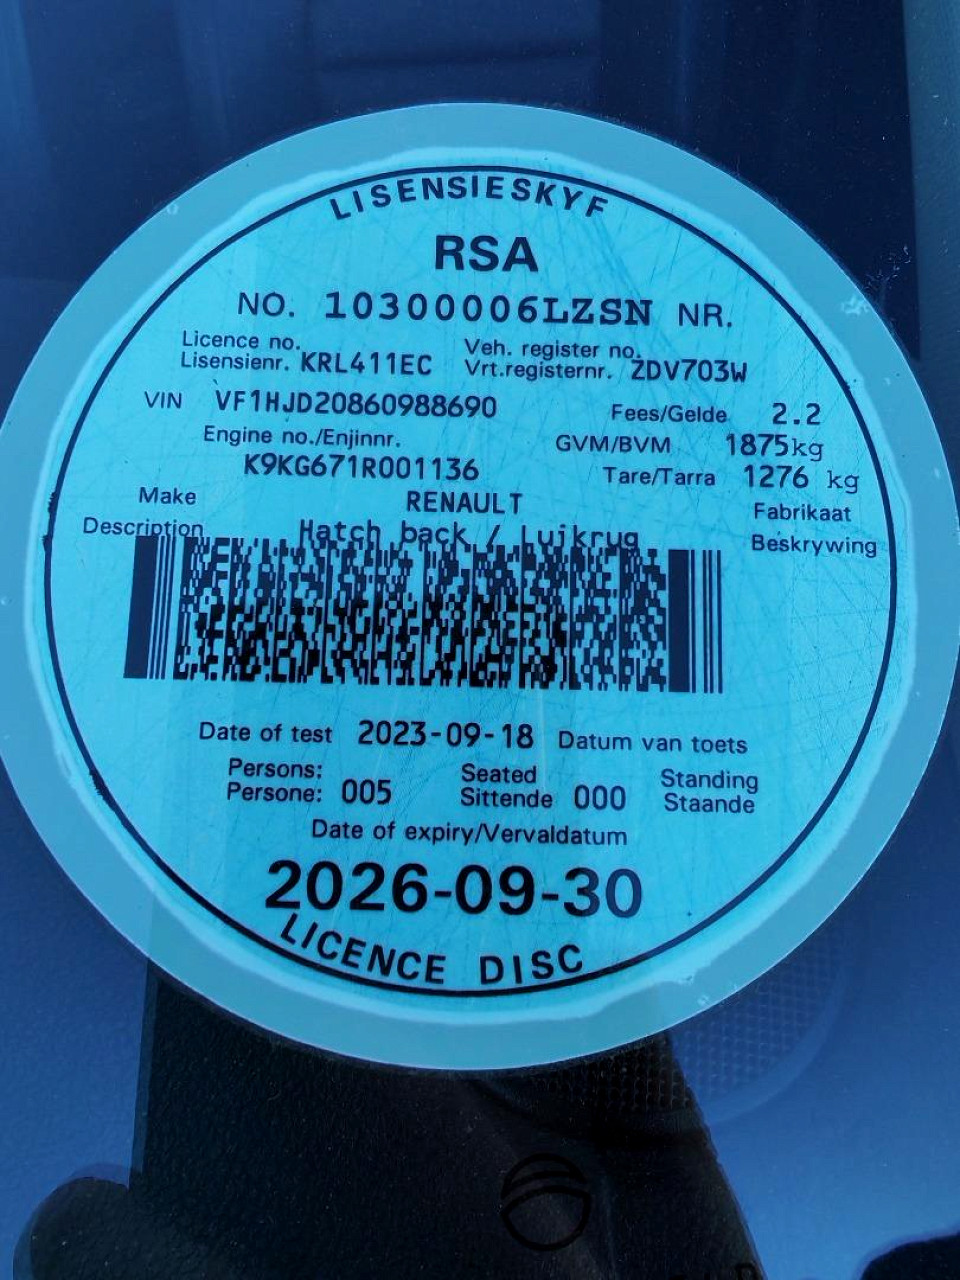 LISENSIESKYF
RSA
NO. 10300006LZSN NR.
Licence no. Veh. register no.
Lisensienr. KRL411EC Vrt.registernr. ZDV703W
VIN VF1HJD20860988690 Fees/Gelde 2.2
Engine no./Enjinnr. GVM/BVM 1875kg
K9KG671R001136 Tare/Tarra 1276 kg
Make RENAULT Fabrikaat
Description Hatch back / Luikrug Beskrywing
Date of test 2023-09-18 Datum van toets
Persons: Seated Standing
Persone: 005 Sittende 000 Staande
Date of expiry/Vervaldatum
2026-09-30
LICENCE DISC